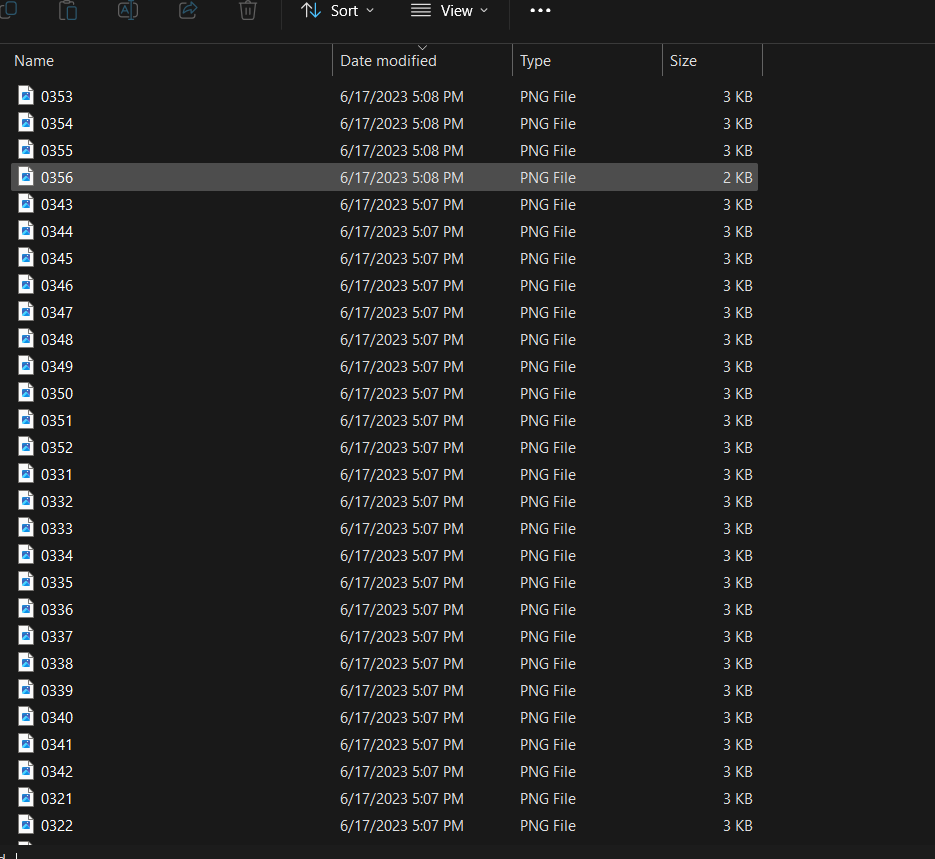 Sort View
Name Date modified Type Size
0353 6/17/2023 5:08 PM PNG File 3 KB
0354 6/17/2023 5:08 PM PNG File 3 KB
0355 6/17/2023 5:08 PM PNG File 3 KB
0356 6/17/2023 5:08 PM PNG File 2 KB
0343 6/17/2023 5:07 PM PNG File 3 KB
0344 6/17/2023 5:07 PM PNG File 3 KB
0345 6/17/2023 5:07 PM PNG File 3 KB
0346 6/17/2023 5:07 PM PNG File 3 KB
0347 6/17/2023 5:07 PM PNG File 3 KB
0348 6/17/2023 5:07 PM PNG File 3 KB
0349 6/17/2023 5:07 PM PNG File 3 KB
0350 6/17/2023 5:07 PM PNG File 3 KB
0351 6/17/2023 5:07 PM PNG File 3 KB
0352 6/17/2023 5:07 PM PNG File 3 KB
0331 6/17/2023 5:07 PM PNG File 3 KB
0332 6/17/2023 5:07 PM PNG File 3 KB
0333 6/17/2023 5:07 PM PNG File 3 KB
0334 6/17/2023 5:07 PM PNG File 3 KB
0335 6/17/2023 5:07 PM PNG File 3 KB
0336 6/17/2023 5:07 PM PNG File 3 KB
0337 6/17/2023 5:07 PM PNG File 3 KB
0338 6/17/2023 5:07 PM PNG File 3 KB
0339 6/17/2023 5:07 PM PNG File 3 KB
0340 6/17/2023 5:07 PM PNG File 3 KB
0341 6/17/2023 5:07 PM PNG File 3 KB
0342 6/17/2023 5:07 PM PNG File 3 KB
0321 6/17/2023 5:07 PM PNG File 3 KB
0322 6/17/2023 5:07 PM PNG File 3 KB